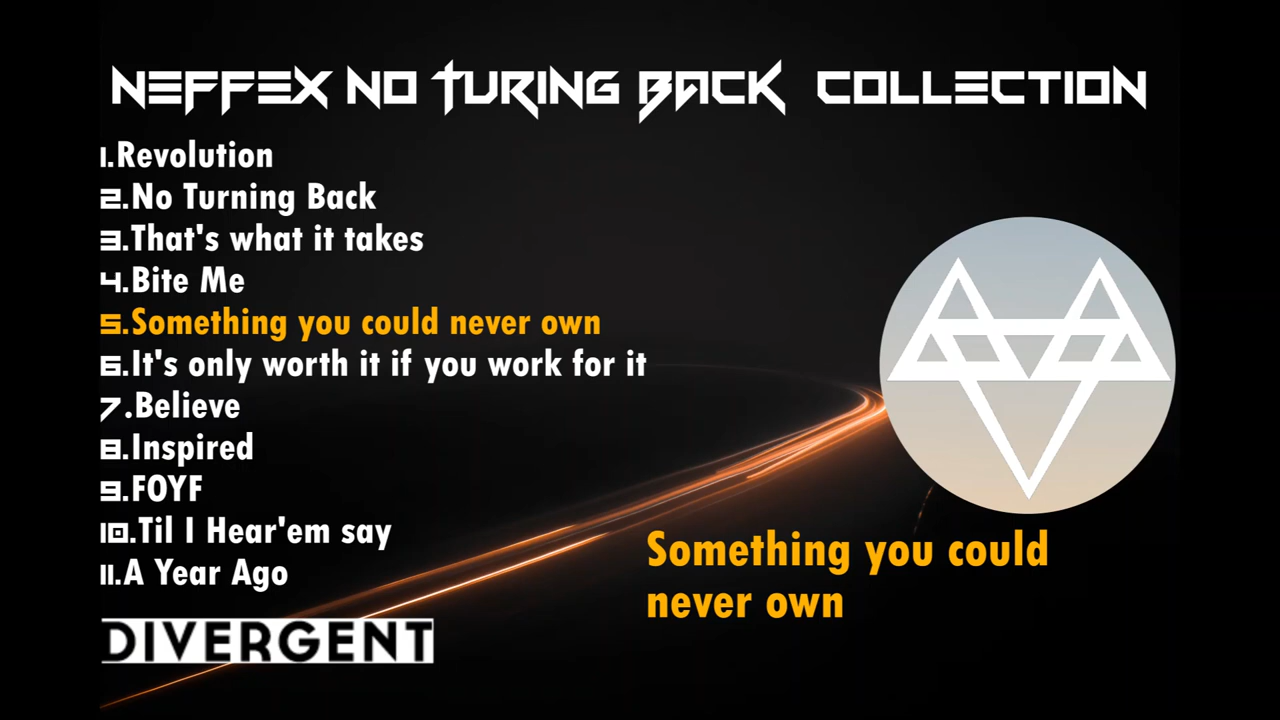 NEFFEX NO TURING BACK COLLECTION
1.Revolution
2.No Turning Back
3.That's what it takes
4.Bite Me
5.Something you could never own
6.It's only worth it if you work for it
7.Believe
8.Inspired
9.FOYF
10.Til I Hear'em say
11.A Year Ago
Something you could
never own
DIVERGENT